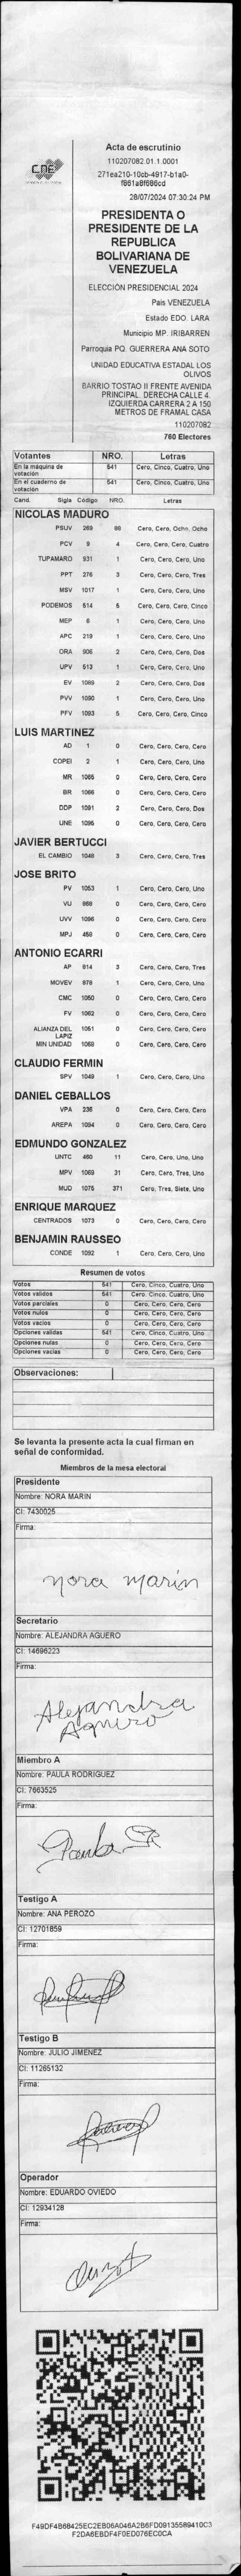 CNE
Acta de escrutinio
110207082.01.1.0001
271ea210-10cb-4917-b1a0-
f861a8f686cd
28/07/2024 07:30:24 PM
PRESIDENTA O
PRESIDENTE DE LA
REPUBLICA
BOLIVARIANA DE
VENEZUELA
ELECCIÓN PRESIDENCIAL 2024
Pais VENEZUELA
Estado EDO. LARA
Municipio MP. IRIBARREN
Parroquia PQ. GUERRERA ANA SOTO
UNIDAD EDUCATIVA ESTADAL LOS
OLIVOS
BARRIO TOSTAO II FRENTE AVENIDA
PRINCIPAL. DERECHA CALLE 4.
IZQUIERDA CARRERA 2 A 150
METROS DE FRAMAL CASA
110207082
760 Electores
Votantes NRO. Letras
En la máquina de votación 541 Cero, Cinco, Cuatro, Uno
En el cuaderno de votación 541 Cero, Cinco, Cuatro, Uno
Cand. Sigla Código NRO. Letras
NICOLAS MADURO
PSUV 269 88 Cero, Cero, Ocho, Ocho
PCV 9 4 Cero, Cero, Cero, Cuatro
TUPAMARO 931 1 Cero, Cero, Cero, Uno
PPT 276 3 Cero, Cero, Cero, Tres
MSV 1017 1 Cero, Cero, Cero, Uno
PODEMOS 514 5 Cero, Cero, Cero, Cinco
MEP 6 1 Cero, Cero, Cero, Uno
APC 219 1 Cero, Cero, Cero, Uno
ORA 906 2 Cero, Cero, Cero, Dos
UPV 512 1 Cero, Cero, Cero, Uno
EV 1089 2 Cero, Cero, Cero, Dos
PVV 1090 1 Cero, Cero, Cero, Uno
PFV 1093 5 Cero, Cero, Cero, Cinco
LUIS MARTINEZ
AD 1 0 Cero, Cero, Cero, Cero
COPEI 2 1 Cero, Cero, Cero, Uno
MR 1065 0 Cero, Cero, Cero, Cero
BR 1066 0 Cero, Cero, Cero, Cero
DDP 1091 2 Cero, Cero, Cero, Dos
UNE 1095 0 Cero, Cero, Cero, Cero
JAVIER BERTUCCI
EL CAMBIO 1048 3 Cero, Cero, Cero, Tres
JOSE BRITO
PV 1053 1 Cero, Cero, Cero, Uno
VU 868 0 Cero, Cero, Cero, Cero
UVV 1096 0 Cero, Cero, Cero, Cero
MPJ 458 0 Cero, Cero, Cero, Cero
ANTONIO ECARRI
AP 814 3 Cero, Cero, Cero, Tres
MOVEV 879 1 Cero, Cero, Cero, Uno
CMC 1050 0 Cero, Cero, Cero, Cero
FV 1062 0 Cero, Cero, Cero, Cero
ALIANZA DEL LAPIZ 1051 0 Cero, Cero, Cero, Cero
MIN UNIDAD 1058 0 Cero, Cero, Cero, Cero
CLAUDIO FERMIN
SPV 1049 1 Cero, Cero, Cero, Uno
DANIEL CEBALLOS
VPA 236 0 Cero, Cero, Cero, Cero
AREPA 1094 0 Cero, Cero, Cero, Cero
EDMUNDO GONZALEZ
UNTC 460 11 Cero, Cero, Uno, Uno
MPV 1069 31 Cero, Cero, Tres, Uno
MUD 1075 371 Cero, Tres, Siete, Uno
ENRIQUE MARQUEZ
CENTRADOS 1073 0 Cero, Cero, Cero, Cero
BENJAMIN RAUSSEO
CONDE 1092 1 Cero, Cero, Cero, Uno
Resumen de votos
Votos 541 Cero, Cinco, Cuatro, Uno
Votos validos 541 Cero, Cinco, Cuatro, Uno
Votos parciales 0 Cero, Cero, Cero, Cero
Votos nulos 0 Cero, Cero, Cero, Cero
Votos vacios 0 Cero, Cero, Cero, Cero
Opciones validas 541 Cero, Cinco, Cuatro, Uno
Opciones nulas 0 Cero, Cero, Cero, Cero
Opciones vacias 0 Cero, Cero, Cero, Cero
Observaciones:
Se levanta la presente acta la cual firman en
señal de conformidad.
Miembros de la mesa electoral
Presidente
Nombre: NORA MARIN
CI: 7430025
Firma:
nora marin
Secretario
Nombre: ALEJANDRA AGUERO
CI: 14696223
Firma:
Alejandra
Aguero
Miembro A
Nombre: PAULA RODRIGUEZ
CI: 7663525
Firma:
Paula R
Testigo A
Nombre: ANA PEROZO
CI: 12701659
Firma:
Testigo B
Nombre: JULIO JIMENEZ
CI: 11265132
Firma:
Operador
Nombre: EDUARDO OVIEDO
CI: 12934128
Firma:
F49DF4B68425EC2EB06A046A2B6FD09135589410C3
F2DA6EBDF4F0ED076EC0CA